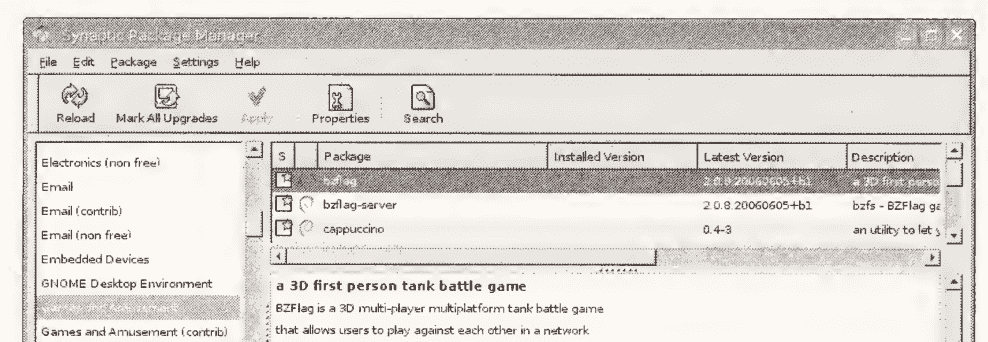 Synaptic Package Manager
File Edit Package Settings Help
Reload Mark All Upgrades Apply Properties Search
Electronics (non free)
Email
Email (contrib)
Email (non free)
Embedded Devices
GNOME Desktop Environment
Games and Amusement
Games and Amusement (contrib)
S Package Installed Version Latest Version Description
bzflag 2.0.8.20060605+b1 a 3D first perso
bzflag-server 2.0.8.20060605+b1 bzfs - BZFlag ga
cappuccino 0.4-3 an utility to let y
a 3D first person tank battle game
BZFlag is a 3D multi-player multiplatform tank battle game
that allows users to play against each other in a network